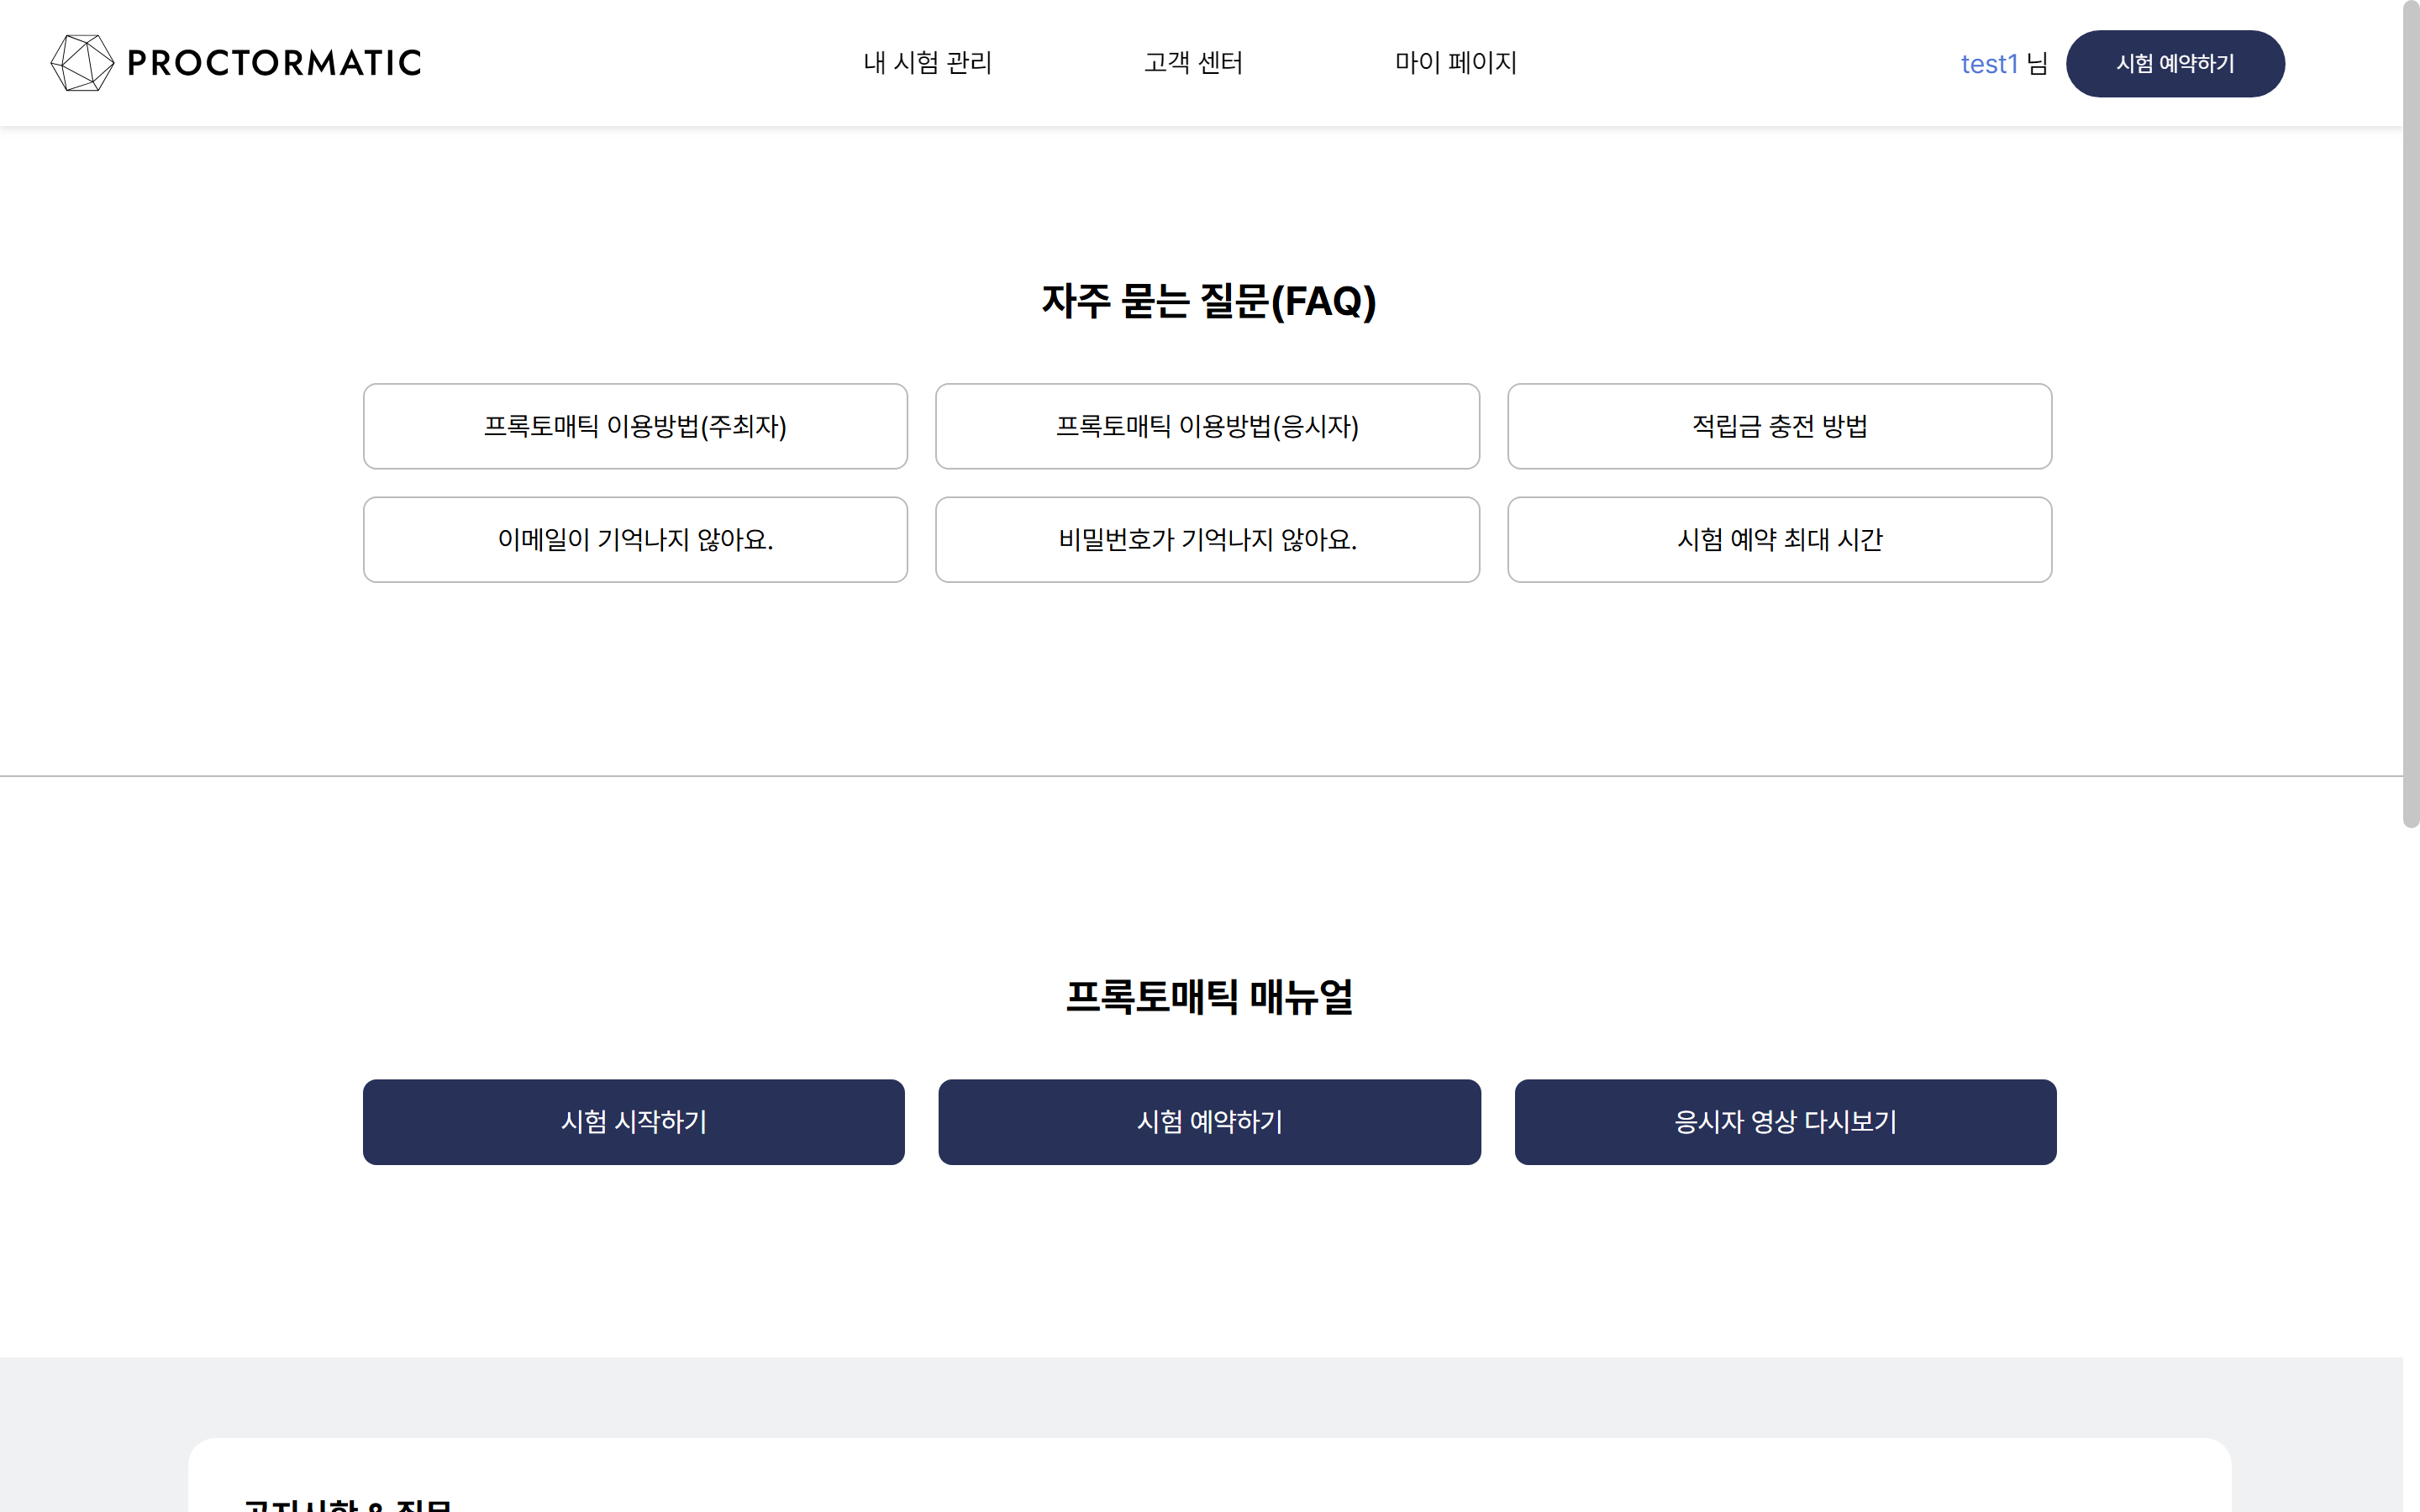 PROCTORMATIC
내 시험 관리
고객 센터
마이 페이지
test1 님
시험 예약하기
자주 묻는 질문(FAQ)
프록토매틱 이용방법(주최자)
프록토매틱 이용방법(응시자)
적립금 충전 방법
이메일이 기억나지 않아요.
비밀번호가 기억나지 않아요.
시험 예약 최대 시간
프록토매틱 매뉴얼
시험 시작하기
시험 예약하기
응시자 영상 다시보기
공지사항 & 질문